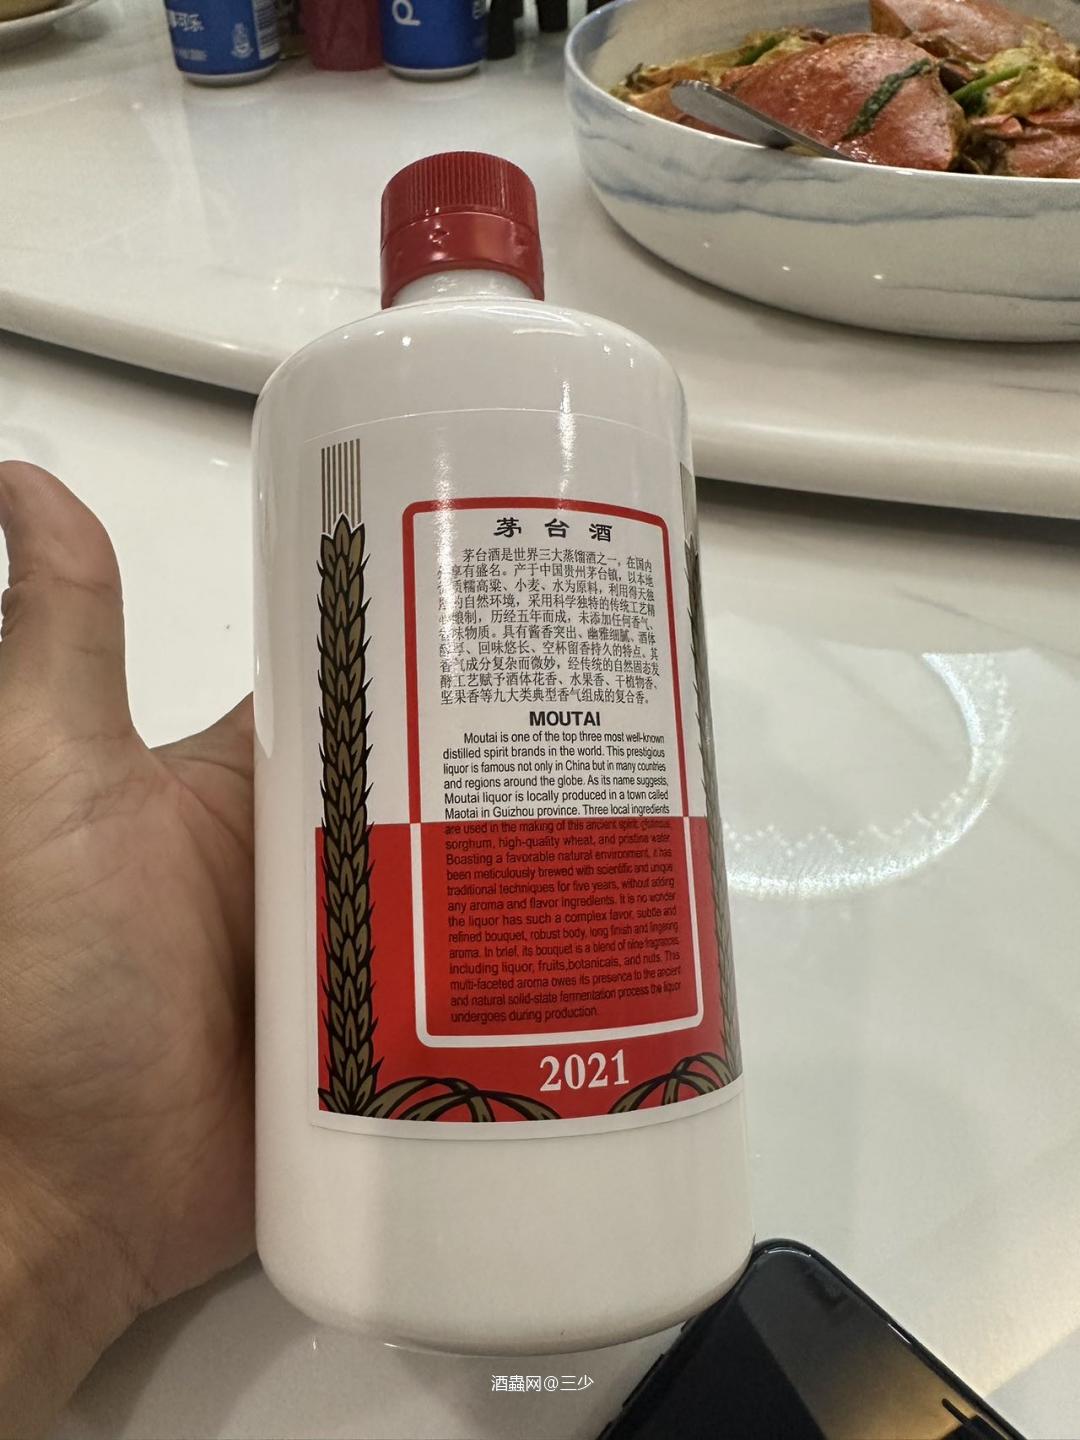 可乐
茅台酒
茅台酒是世界三大蒸馏酒之一，在国内
享有盛名。产于中国贵州茅台镇，以本地
质糯高粱、小麦、水为原料，利用得天独
的自然环境，采用科学独特的传统工艺精
酿制，历经五年而成，未添加任何香气、
味物质。具有酱香突出、幽雅细腻、酒体
醇厚、回味悠长、空杯留香持久的特点。其
香气成分复杂而微妙，经传统的自然固态发
酵工艺赋予酒体花香、水果香、干植物香、
坚果香等九大类典型香气组成的复合香。
MOUTAI
Moutai is one of the top three most well-known
distilled spirit brands in the world. This prestigious
liquor is famous not only in China but in many countries
and regions around the globe. As its name suggests,
Moutai liquor is locally produced in a town called
Maotai in Guizhou province. Three local ingredients
are used in the making of this ancient spirit: glutinous
sorghum, high-quality wheat, and pristine water.
Boasting a favorable natural environment, it has
been meticulously brewed with scientific and unique
traditional techniques for five years, without adding
any aroma and flavor ingredients. It is no wonder
the liquor has such a complex favor, subtle and
refined bouquet, robust body, long finish and lingering
aroma. In brief, its bouquet is a blend of nine fragrances,
including liquor, fruits,botanicals, and nuts. This
multi-faceted aroma owes its presence to the ancient
and natural solid-state fermentation process the liquor
undergoes during production.
2021
酒蟲网@三少